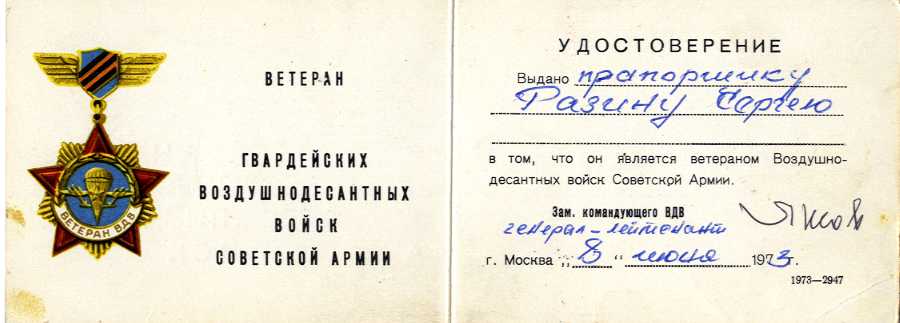 ВЕТЕРАН ВДВ
ВЕТЕРАН
ГВАРДЕЙСКИХ
ВОЗДУШНОДЕСАНТНЫХ
ВОЙСК
СОВЕТСКОЙ АРМИИ
УДОСТОВЕРЕНИЕ
Выдано прапорщику
Разину Сергею
в том, что он является ветераном Воздушно-
десантных войск Советской Армии.
Зам. командующего ВДВ
генерал-лейтенант
г. Москва „8" июня 1973 г.
1973—2947